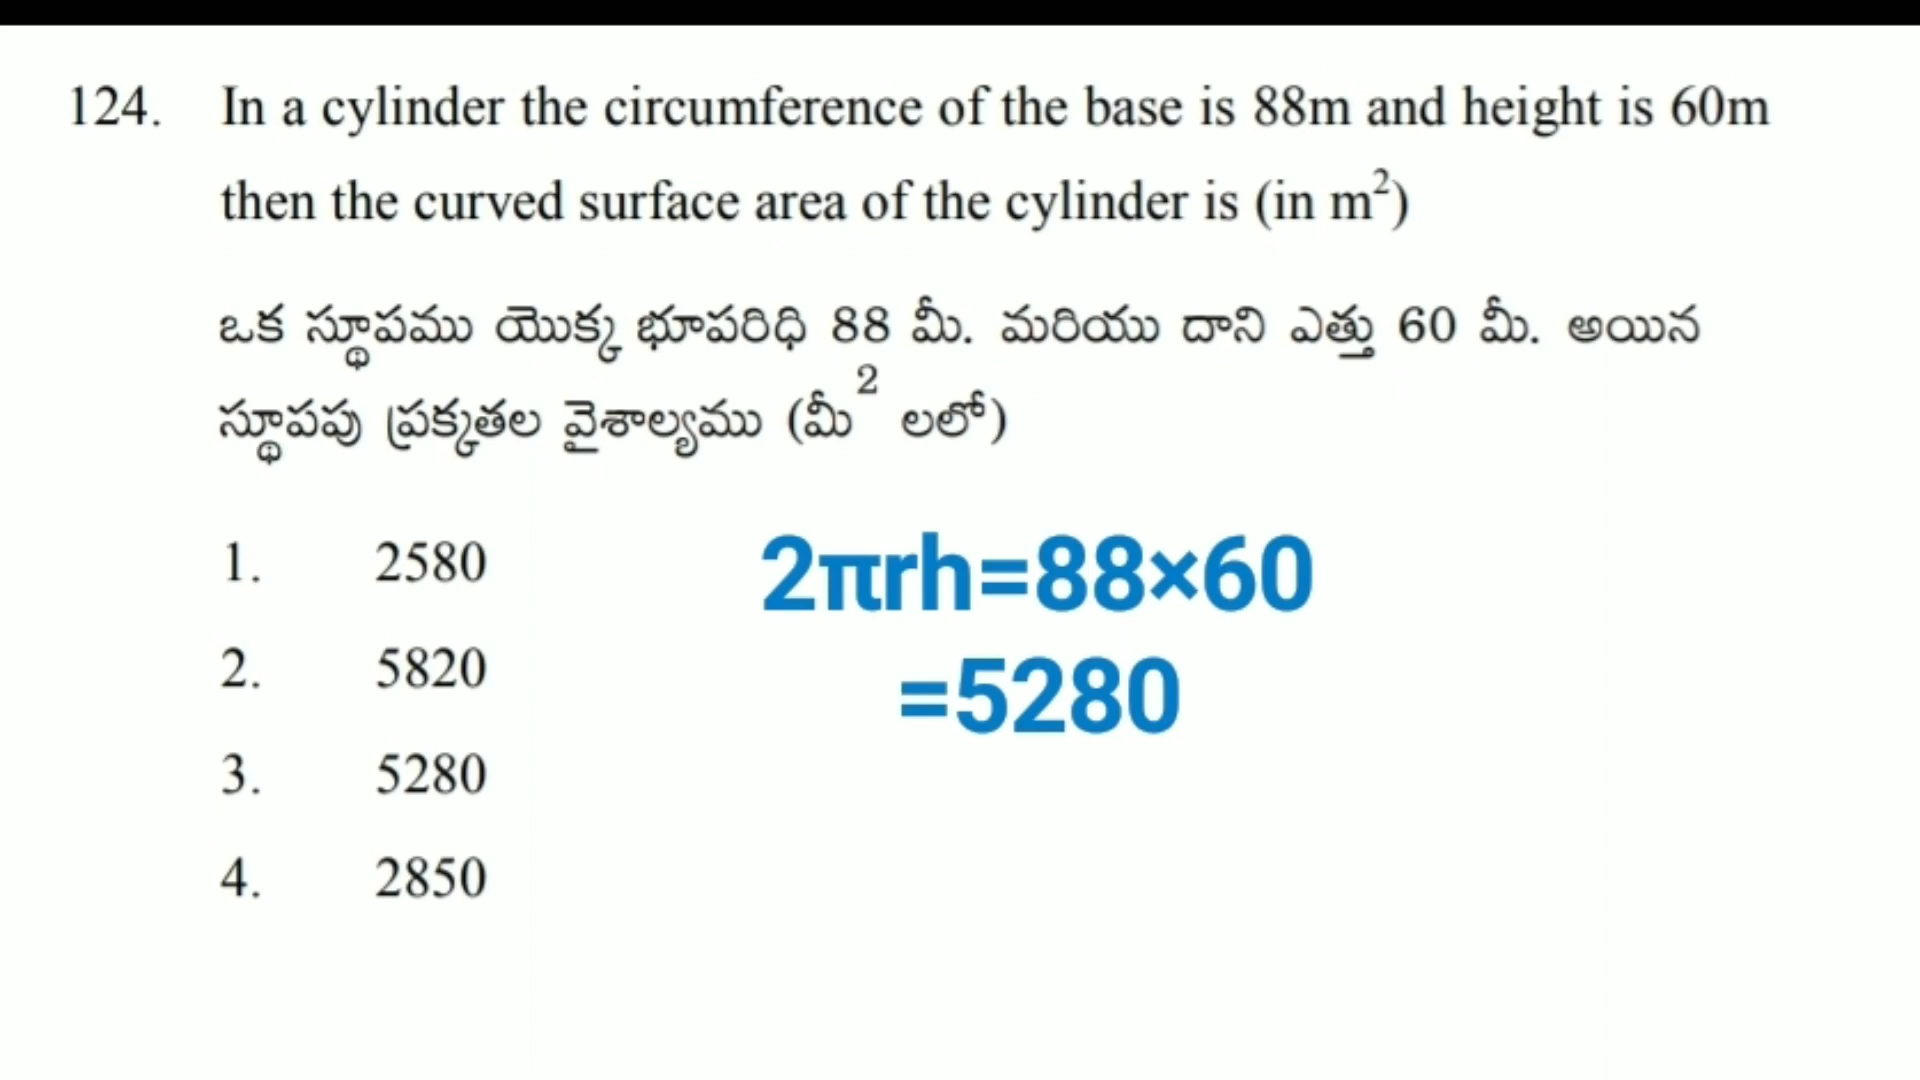 124. In a cylinder the circumference of the base is 88m and height is 60m
then the curved surface area of the cylinder is (in m²)
ఒక స్థూపము యొక్క భూపరిధి 88 మీ. మరియు దాని ఎత్తు 60 మీ. అయిన
స్థూపపు ప్రక్కతల వైశాల్యము (మీ² లలో)
1. 2580
2. 5820
3. 5280
4. 2850
2πrh=88×60
=5280